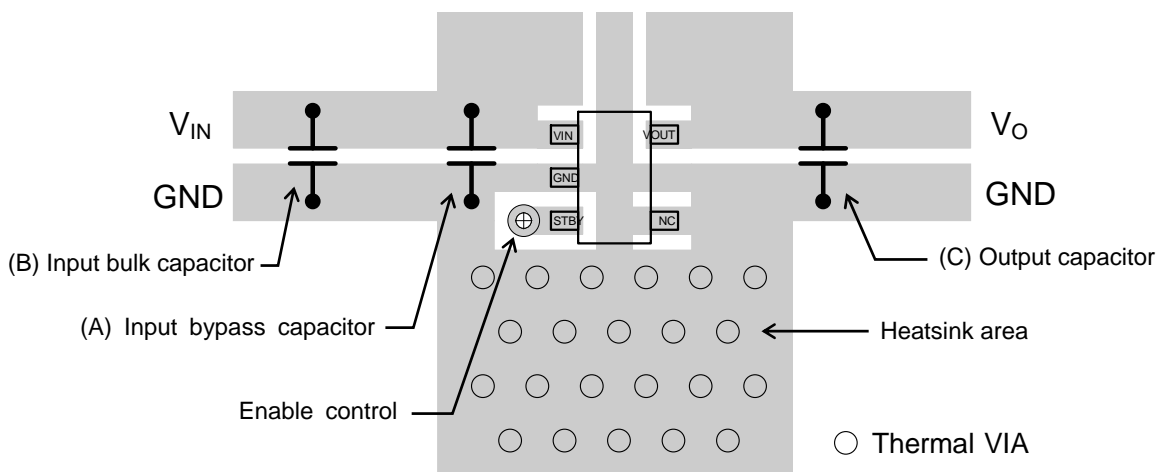 VIN
VO
VIN
VOUT
GND
GND
GND
STBY
NC
(B) Input bulk capacitor
(C) Output capacitor
(A) Input bypass capacitor
Heatsink area
Enable control
Thermal VIA